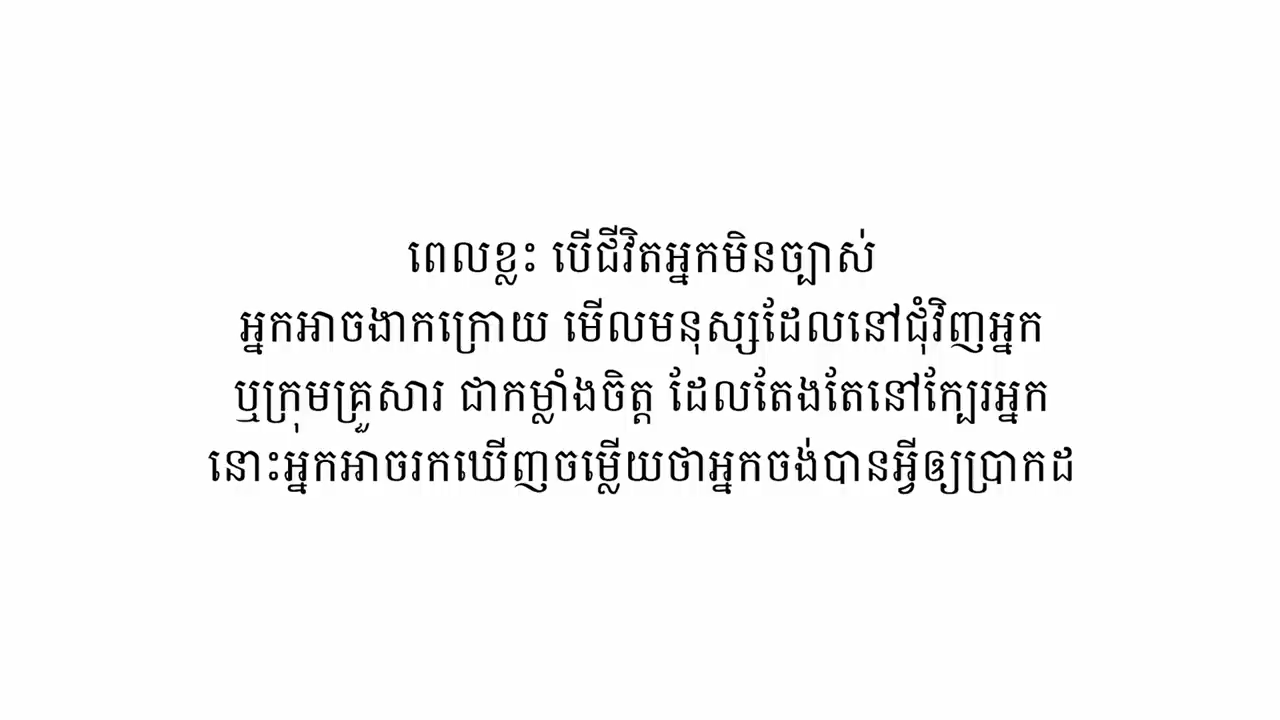 ពេលខ្លះ បើជីវិតអ្នកមិនច្បាស់
អ្នកអាចងាកក្រោយ មើលមនុស្សដែលនៅជុំវិញអ្នក
ឬក្រុមគ្រួសារ ជាកម្លាំងចិត្ត ដែលតែងតែនៅក្បែរអ្នក
នោះអ្នកអាចរកឃើញចម្លើយថាអ្នកចង់បានអ្វីឲ្យប្រាកដ